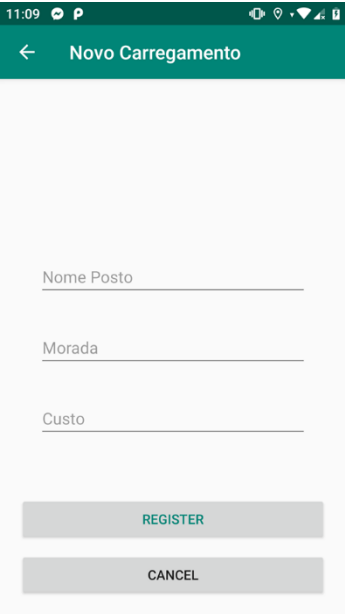 11:09
Novo Carregamento
Nome Posto
Morada
Custo
REGISTER
CANCEL